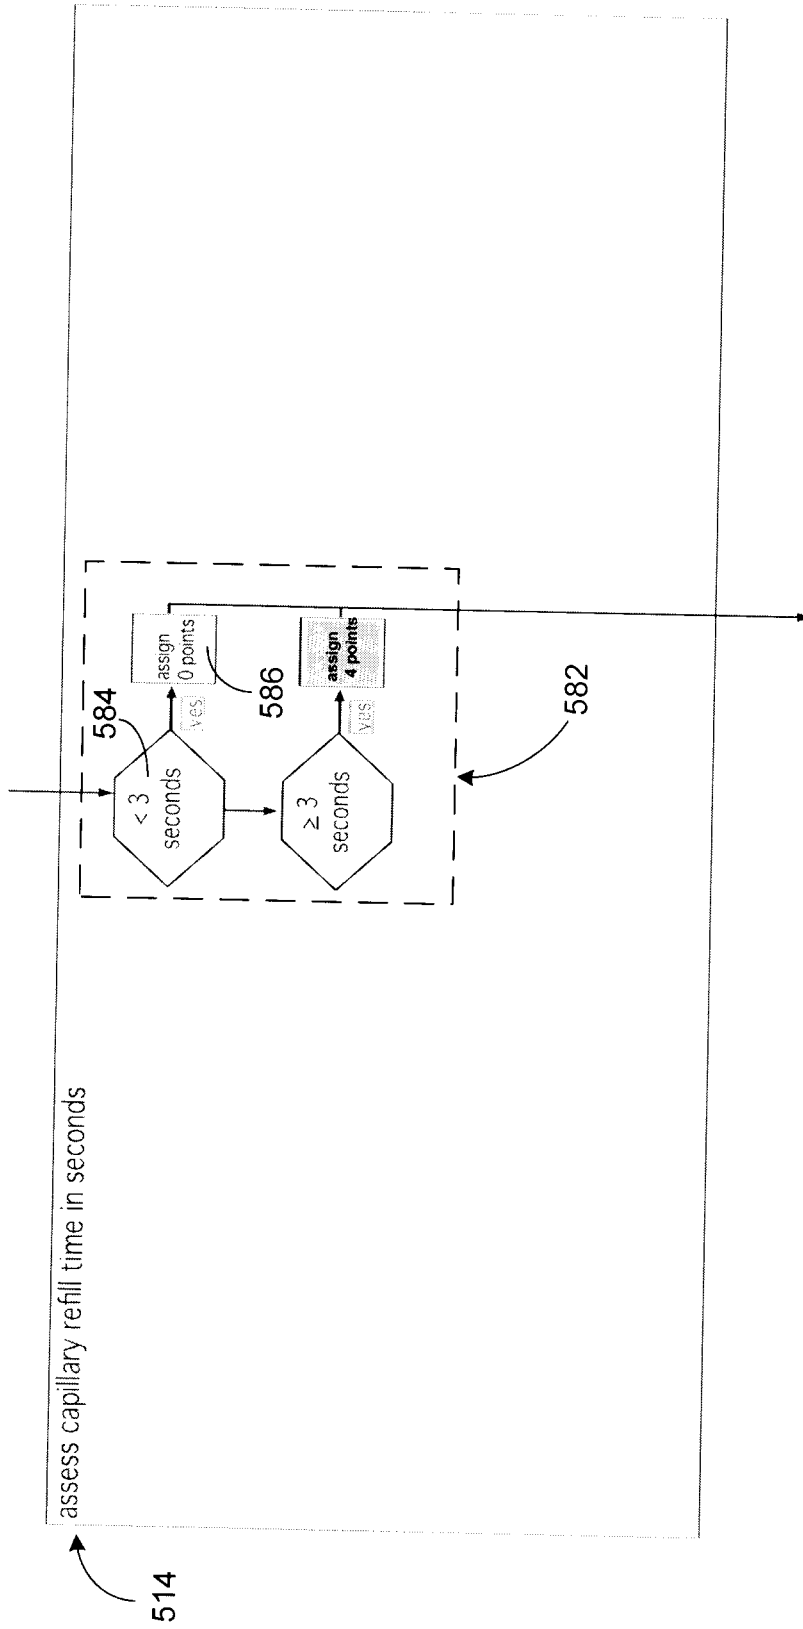 514
assess capillary refill time in seconds
584
< 3
seconds
yes
assign
0 points
586
≥ 3
seconds
yes
assign
4 points
582